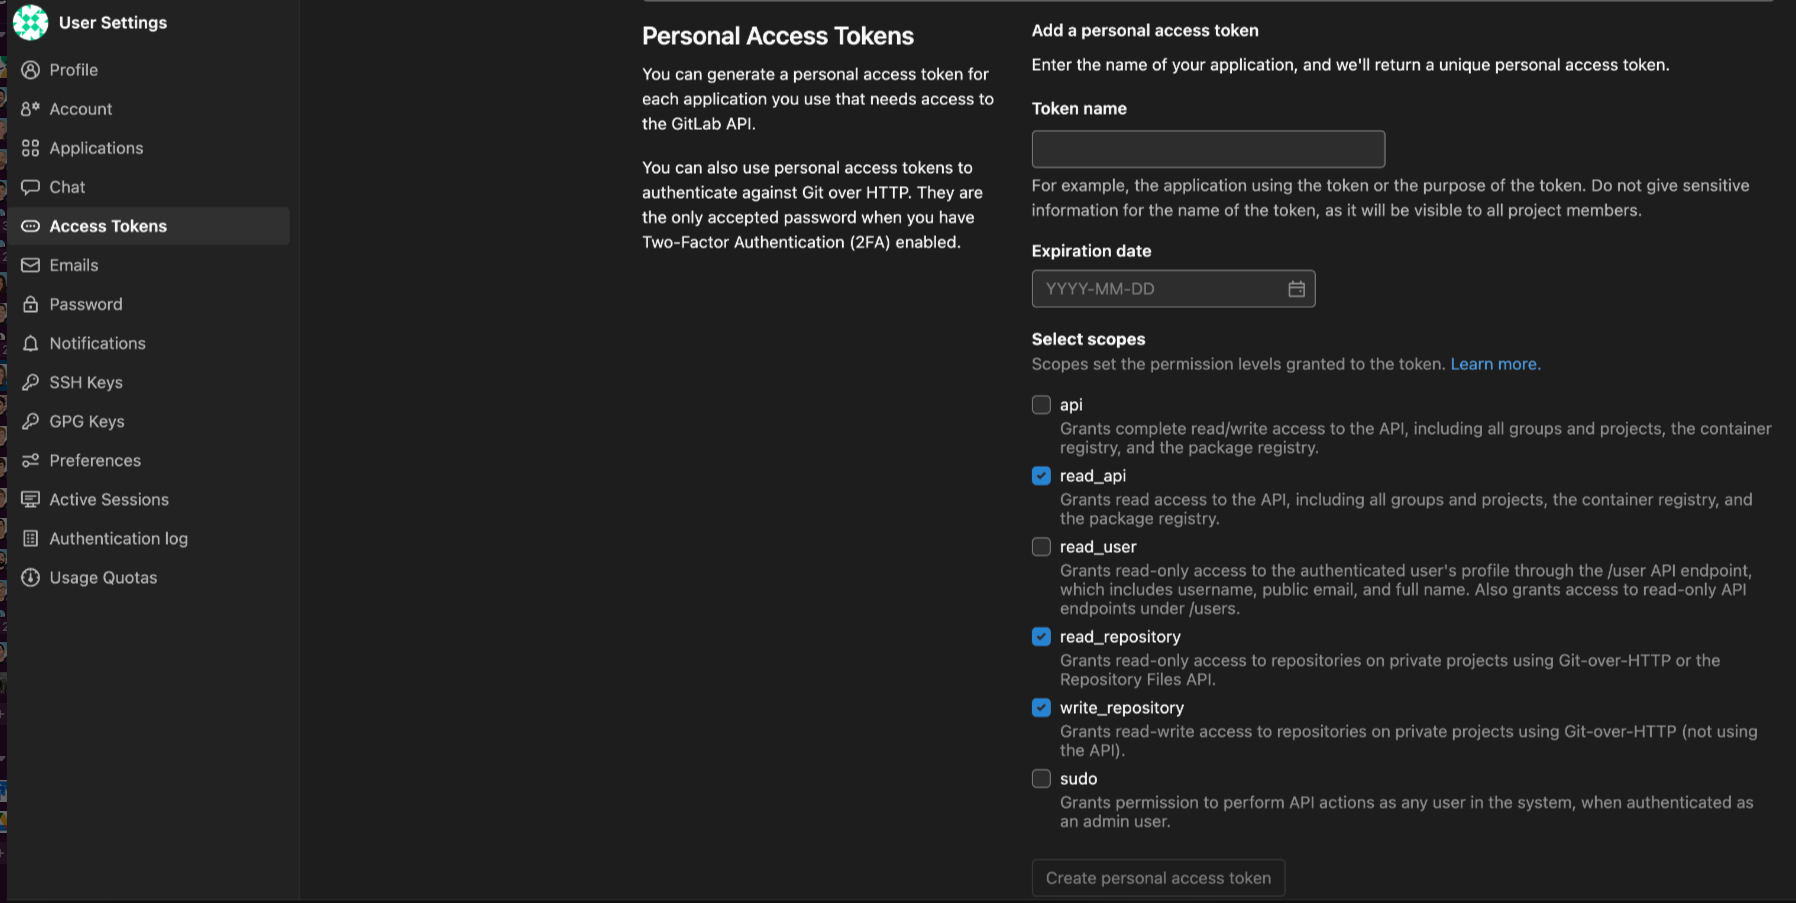 User Settings
Profile
Account
Applications
Chat
Access Tokens
Emails
Password
Notifications
SSH Keys
GPG Keys
Preferences
Active Sessions
Authentication log
Usage Quotas
Personal Access Tokens
You can generate a personal access token for
each application you use that needs access to
the GitLab API.
You can also use personal access tokens to
authenticate against Git over HTTP. They are
the only accepted password when you have
Two-Factor Authentication (2FA) enabled.
Add a personal access token
Enter the name of your application, and we'll return a unique personal access token.
Token name
For example, the application using the token or the purpose of the token. Do not give sensitive
information for the name of the token, as it will be visible to all project members.
Expiration date
YYYY-MM-DD
Select scopes
Scopes set the permission levels granted to the token. Learn more.
api
Grants complete read/write access to the API, including all groups and projects, the container
registry, and the package registry.
read_api
Grants read access to the API, including all groups and projects, the container registry, and
the package registry.
read_user
Grants read-only access to the authenticated user's profile through the /user API endpoint,
which includes username, public email, and full name. Also grants access to read-only API
endpoints under /users.
read_repository
Grants read-only access to repositories on private projects using Git-over-HTTP or the
Repository Files API.
write_repository
Grants read-write access to repositories on private projects using Git-over-HTTP (not using
the API).
sudo
Grants permission to perform API actions as any user in the system, when authenticated as
an admin user.
Create personal access token